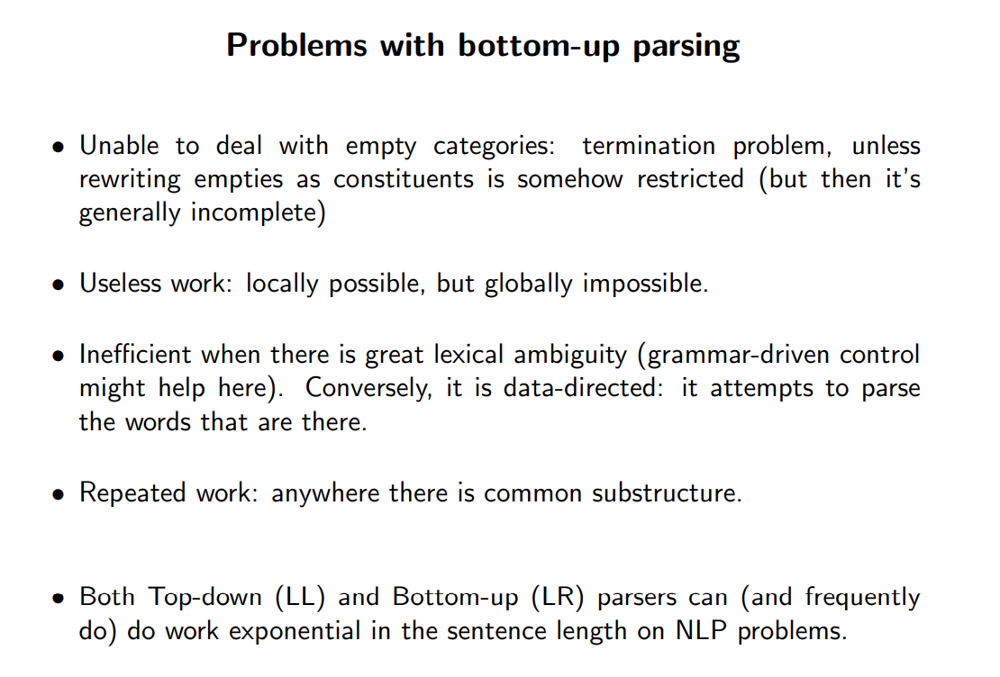 Problems with bottom-up parsing
• Unable to deal with empty categories: termination problem, unless
rewriting empties as constituents is somehow restricted (but then it's
generally incomplete)
• Useless work: locally possible, but globally impossible.
• Inefficient when there is great lexical ambiguity (grammar-driven control
might help here). Conversely, it is data-directed: it attempts to parse
the words that are there.
• Repeated work: anywhere there is common substructure.
• Both Top-down (LL) and Bottom-up (LR) parsers can (and frequently
do) do work exponential in the sentence length on NLP problems.